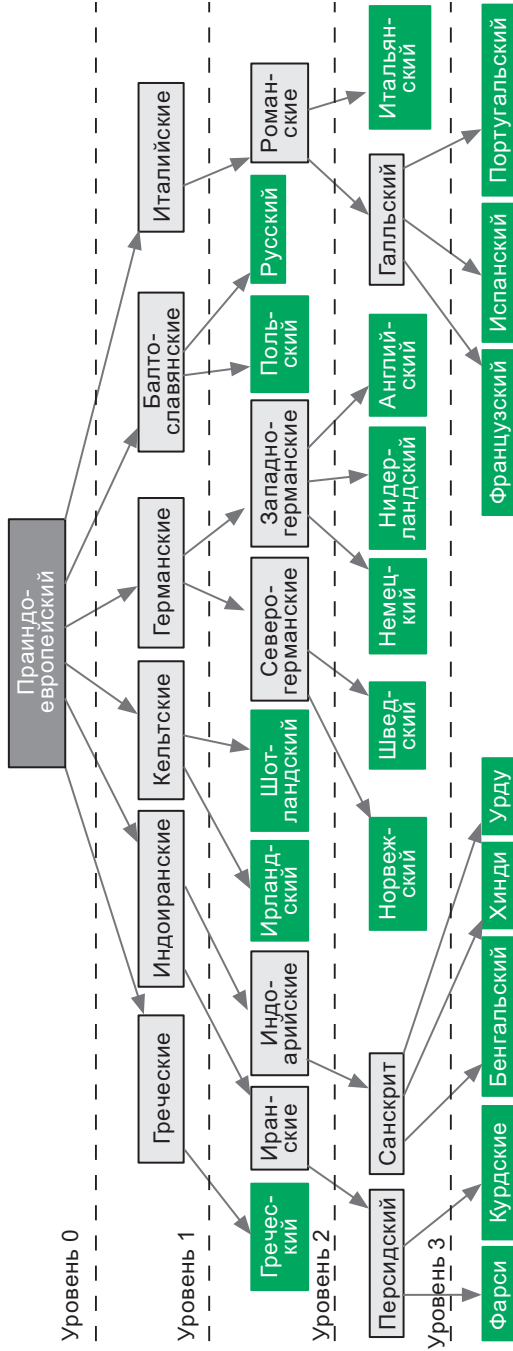 Праиндо-
европейский
Уровень 0
Греческие
Индоиранские
Кельтские
Германские
Балто-
славянские
Италийские
Уровень 1
Гречес-
кий
Иран-
ские
Индо-
арийские
Ирланд-
ский
Шот-
ландский
Северо-
германские
Западно-
германские
Поль-
ский
Русский
Роман-
ские
Уровень 2
Персидский
Санскрит
Норвеж-
ский
Швед-
ский
Немец-
кий
Нидер-
ландский
Англий-
ский
Галльский
Итальян-
ский
Уровень 3
Фарси
Курдские
Бенгальский
Хинди
Урду
Французский
Испанский
Португальский